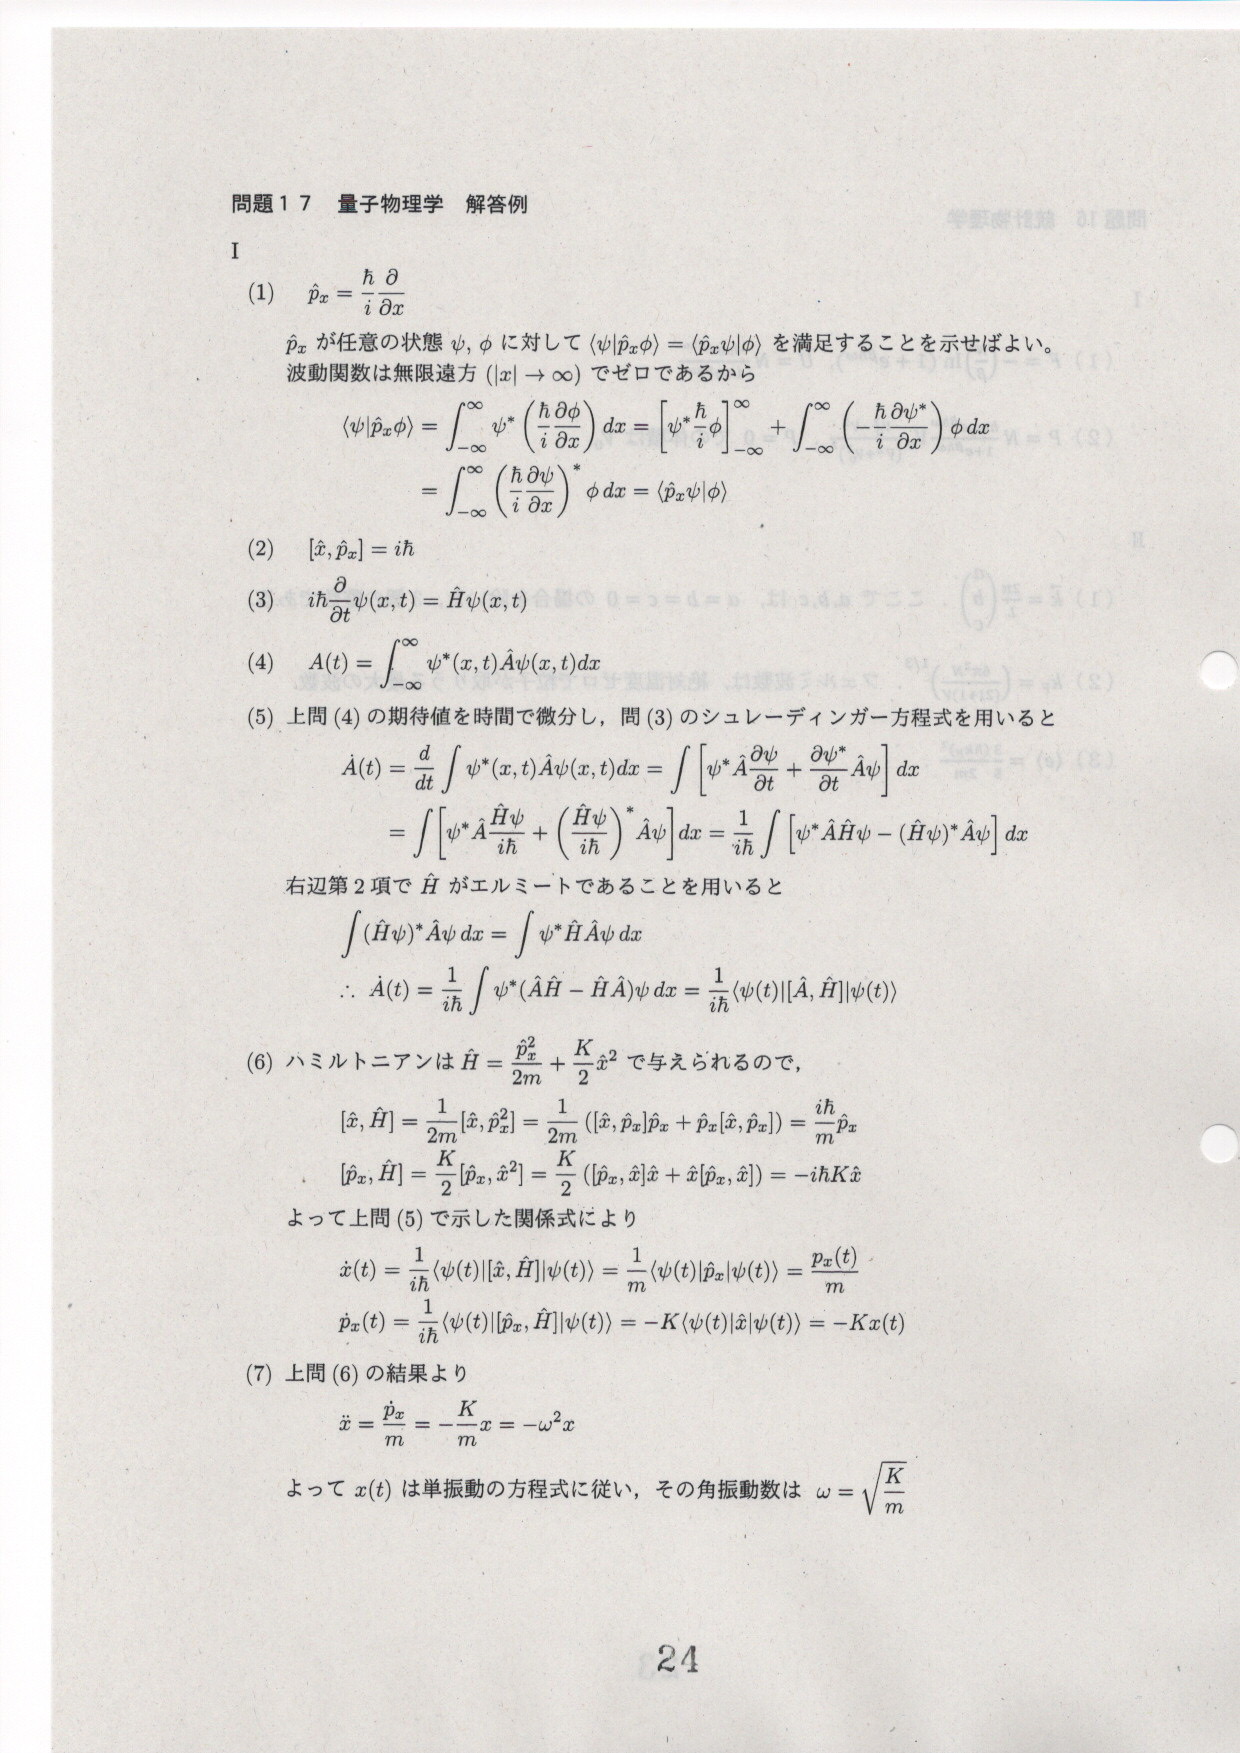 問題17 量子物理学 解答例
I
(1) $\hat{p}_x = \frac{\hbar}{i}\frac{\partial}{\partial x}$
$\hat{p}_x$ が任意の状態 $\psi, \phi$ に対して $\langle\psi|\hat{p}_x\phi\rangle = \langle\hat{p}_x\psi|\phi\rangle$ を満足することを示せばよい。
波動関数は無限遠方 $(|x| \to \infty)$ でゼロであるから
$\langle\psi|\hat{p}_x\phi\rangle = \int_{-\infty}^{\infty} \psi^* \left(\frac{\hbar}{i}\frac{\partial\phi}{\partial x}\right) dx = \left[\psi^*\frac{\hbar}{i}\phi\right]_{-\infty}^{\infty} + \int_{-\infty}^{\infty} \left(-\frac{\hbar}{i}\frac{\partial\psi^*}{\partial x}\right) \phi\, dx$
$= \int_{-\infty}^{\infty} \left(\frac{\hbar}{i}\frac{\partial\psi}{\partial x}\right)^* \phi\, dx = \langle\hat{p}_x\psi|\phi\rangle$
(2) $[\hat{x}, \hat{p}_x] = i\hbar$
(3) $i\hbar\frac{\partial}{\partial t}\psi(x,t) = \hat{H}\psi(x,t)$
(4) $A(t) = \int_{-\infty}^{\infty} \psi^*(x,t)\hat{A}\psi(x,t)dx$
(5) 上問 (4) の期待値を時間で微分し，問 (3) のシュレーディンガー方程式を用いると
$\dot{A}(t) = \frac{d}{dt}\int \psi^*(x,t)\hat{A}\psi(x,t)dx = \int \left[\psi^*\hat{A}\frac{\partial\psi}{\partial t} + \frac{\partial\psi^*}{\partial t}\hat{A}\psi\right] dx$
$= \int \left[\psi^*\hat{A}\frac{\hat{H}\psi}{i\hbar} + \left(\frac{\hat{H}\psi}{i\hbar}\right)^* \hat{A}\psi\right] dx = \frac{1}{i\hbar}\int \left[\psi^*\hat{A}\hat{H}\psi - (\hat{H}\psi)^*\hat{A}\psi\right] dx$
右辺第2項で $\hat{H}$ がエルミートであることを用いると
$\int (\hat{H}\psi)^*\hat{A}\psi\, dx = \int \psi^*\hat{H}\hat{A}\psi\, dx$
$\therefore\ \dot{A}(t) = \frac{1}{i\hbar}\int \psi^*(\hat{A}\hat{H} - \hat{H}\hat{A})\psi\, dx = \frac{1}{i\hbar}\langle\psi(t)|[\hat{A}, \hat{H}]|\psi(t)\rangle$
(6) ハミルトニアンは $\hat{H} = \frac{\hat{p}_x^2}{2m} + \frac{K}{2}\hat{x}^2$ で与えられるので，
$[\hat{x}, \hat{H}] = \frac{1}{2m}[\hat{x}, \hat{p}_x^2] = \frac{1}{2m}([\hat{x}, \hat{p}_x]\hat{p}_x + \hat{p}_x[\hat{x}, \hat{p}_x]) = \frac{i\hbar}{m}\hat{p}_x$
$[\hat{p}_x, \hat{H}] = \frac{K}{2}[\hat{p}_x, \hat{x}^2] = \frac{K}{2}([\hat{p}_x, \hat{x}]\hat{x} + \hat{x}[\hat{p}_x, \hat{x}]) = -i\hbar K\hat{x}$
よって上問 (5) で示した関係式により
$\dot{x}(t) = \frac{1}{i\hbar}\langle\psi(t)|[\hat{x}, \hat{H}]|\psi(t)\rangle = \frac{1}{m}\langle\psi(t)|\hat{p}_x|\psi(t)\rangle = \frac{p_x(t)}{m}$
$\dot{p}_x(t) = \frac{1}{i\hbar}\langle\psi(t)|[\hat{p}_x, \hat{H}]|\psi(t)\rangle = -K\langle\psi(t)|\hat{x}|\psi(t)\rangle = -Kx(t)$
(7) 上問 (6) の結果より
$\ddot{x} = \frac{\dot{p}_x}{m} = -\frac{K}{m}x = -\omega^2 x$
よって $x(t)$ は単振動の方程式に従い，その角振動数は $\omega = \sqrt{\frac{K}{m}}$
24